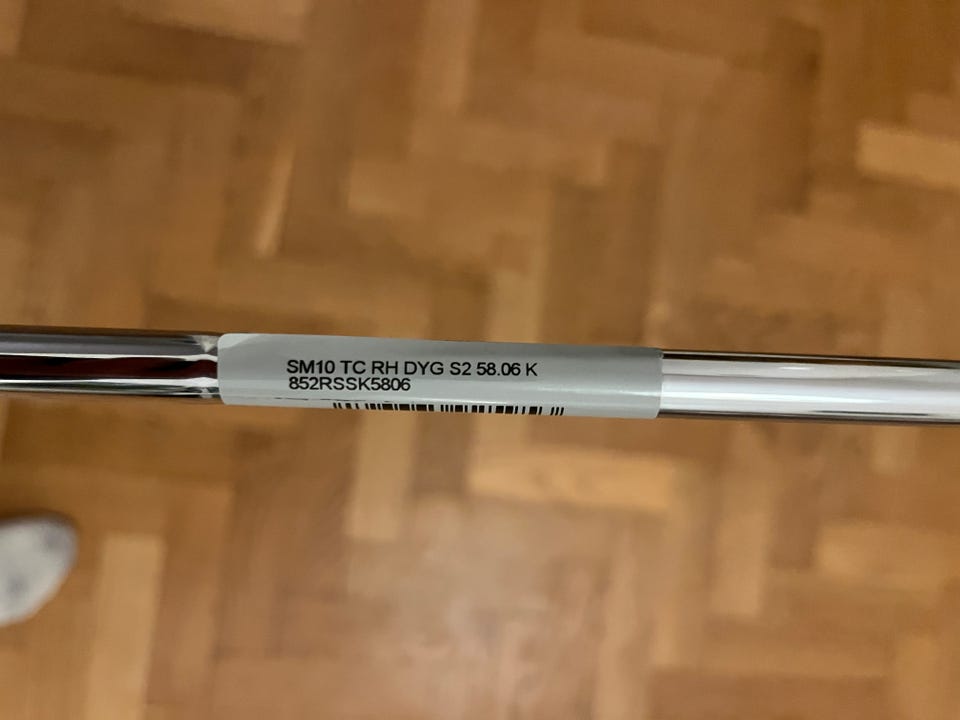 SM10 TC RH DYG S2 58.06 K
852RSSK5806